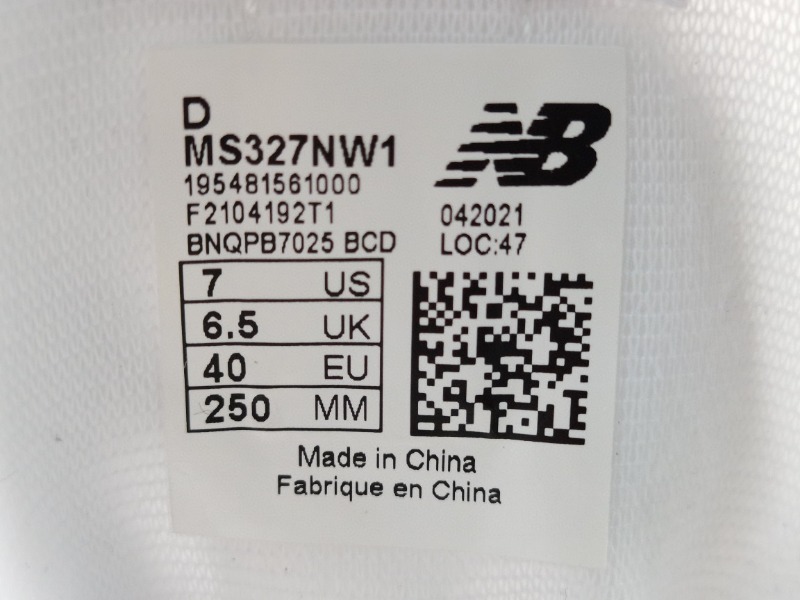 D
NB
MS327NW1
195481561000
F2104192T1
042021
BNQPB7025 BCD
LOC:47
7 US
6.5 UK
40 EU
250 MM
Made in China
Fabrique en China